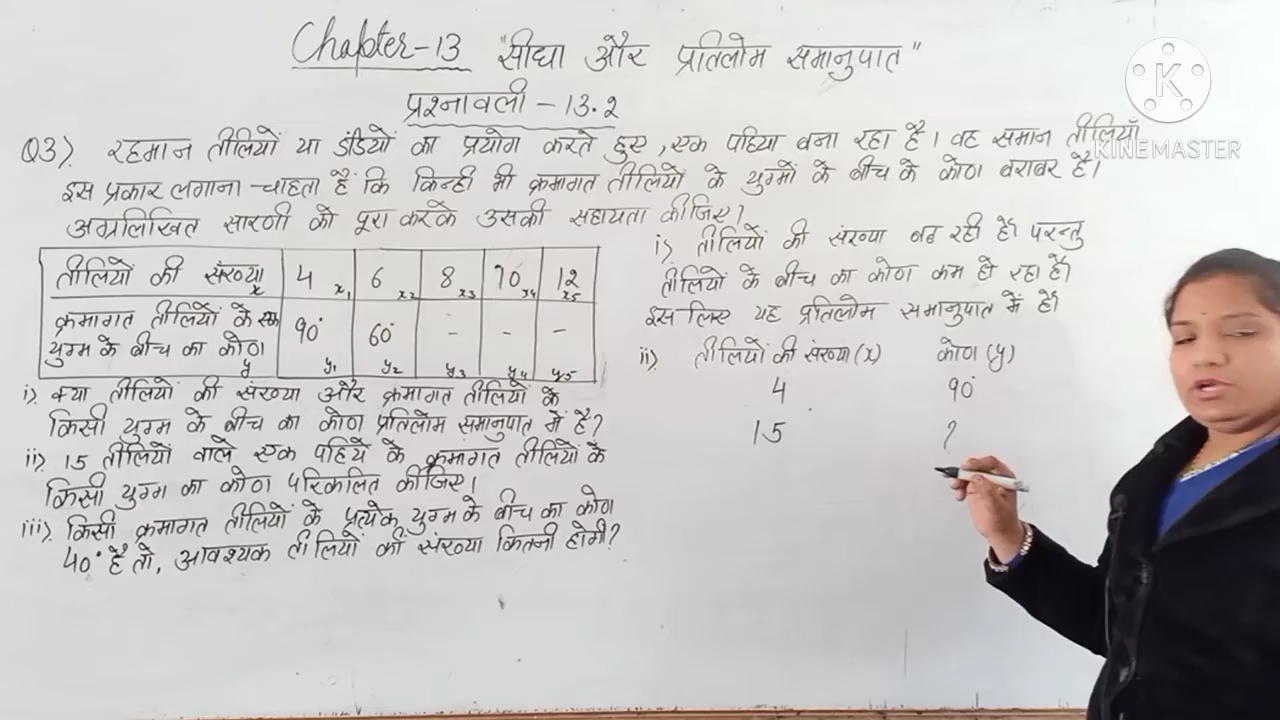 Chapter-13 "सीधा और प्रतिलोम समानुपात"
प्रश्नावली - 13.2
Q3). रहमान तीलियों या डंडियों का प्रयोग करते हुए, एक पहिया बना रहा है। वह समान तीलियाँ
इस प्रकार लगाना चाहता है कि किन्ही भी क्रमागत तीलियों के युग्मों के बीच के कोण बराबर है।
अग्रलिखित सारणी को पूरा करके उसकी सहायता कीजिए?
तीलियों की संख्या x 4 x1 6 x2 8 x3 10 x4 12 x5
क्रमागत तीलियों के एक
युग्म के बीच का कोण y 90° y1 60° y2 - y3 - y4 - y5
i). क्या तीलियों की संख्या और क्रमागत तीलियों के
किसी युग्म के बीच का कोण प्रतिलोम समानुपात में है?
ii). 15 तीलियों वाले एक पहिये के क्रमागत तीलियों के
किसी युग्म का कोण परिकलित कीजिए।
iii). किसी क्रमागत तीलियों के प्रत्येक युग्म के बीच का कोण
40° है तो, आवश्यक तीलियों की संख्या कितनी होगी?
i) तीलियों की संख्या बढ़ रही है। परन्तु
तीलियों के बीच का कोण कम हो रहा है।
इस लिए यह प्रतिलोम समानुपात में है।
ii) तीलियों की संख्या (x) कोण (y)
4 90°
15 ?
K
KINEMASTER